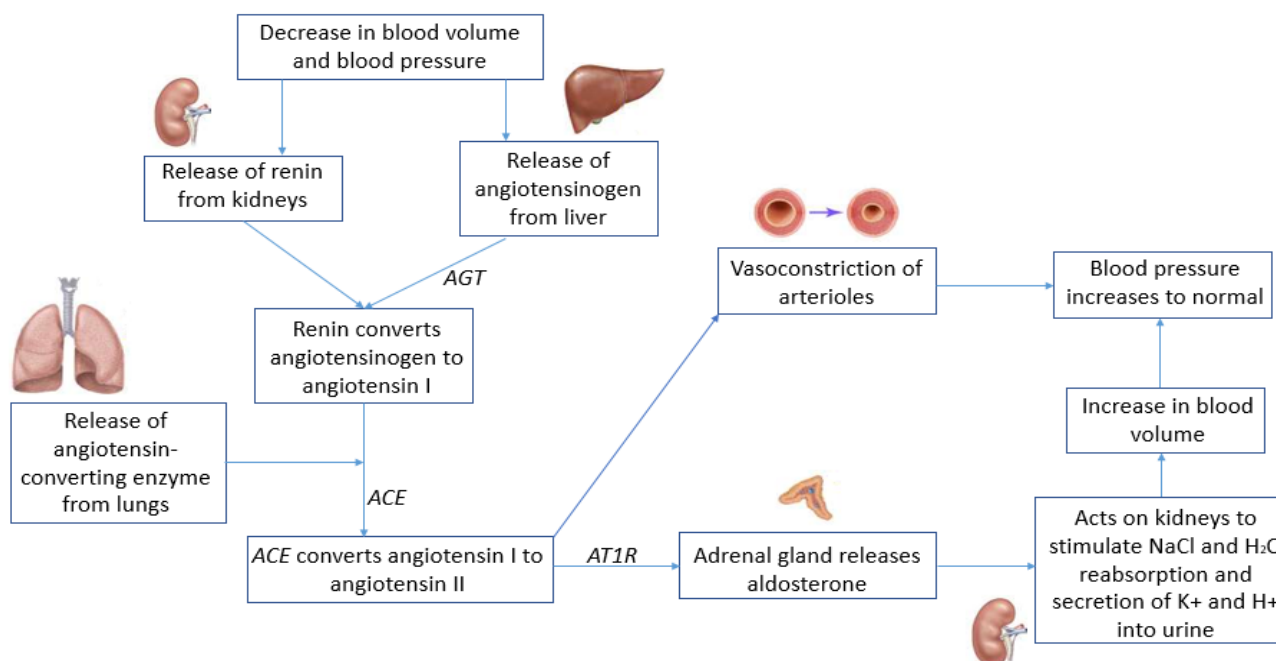 Decrease in blood volume
and blood pressure
Release of renin
from kidneys
Release of
angiotensinogen
from liver
AGT
Renin converts
angiotensinogen to
angiotensin I
Release of
angiotensin-
converting enzyme
from lungs
ACE
ACE converts angiotensin I to
angiotensin II
Vasoconstriction of
arterioles
Blood pressure
increases to normal
Increase in blood
volume
AT1R
Adrenal gland releases
aldosterone
Acts on kidneys to
stimulate NaCl and H₂O
reabsorption and
secretion of K+ and H+
into urine